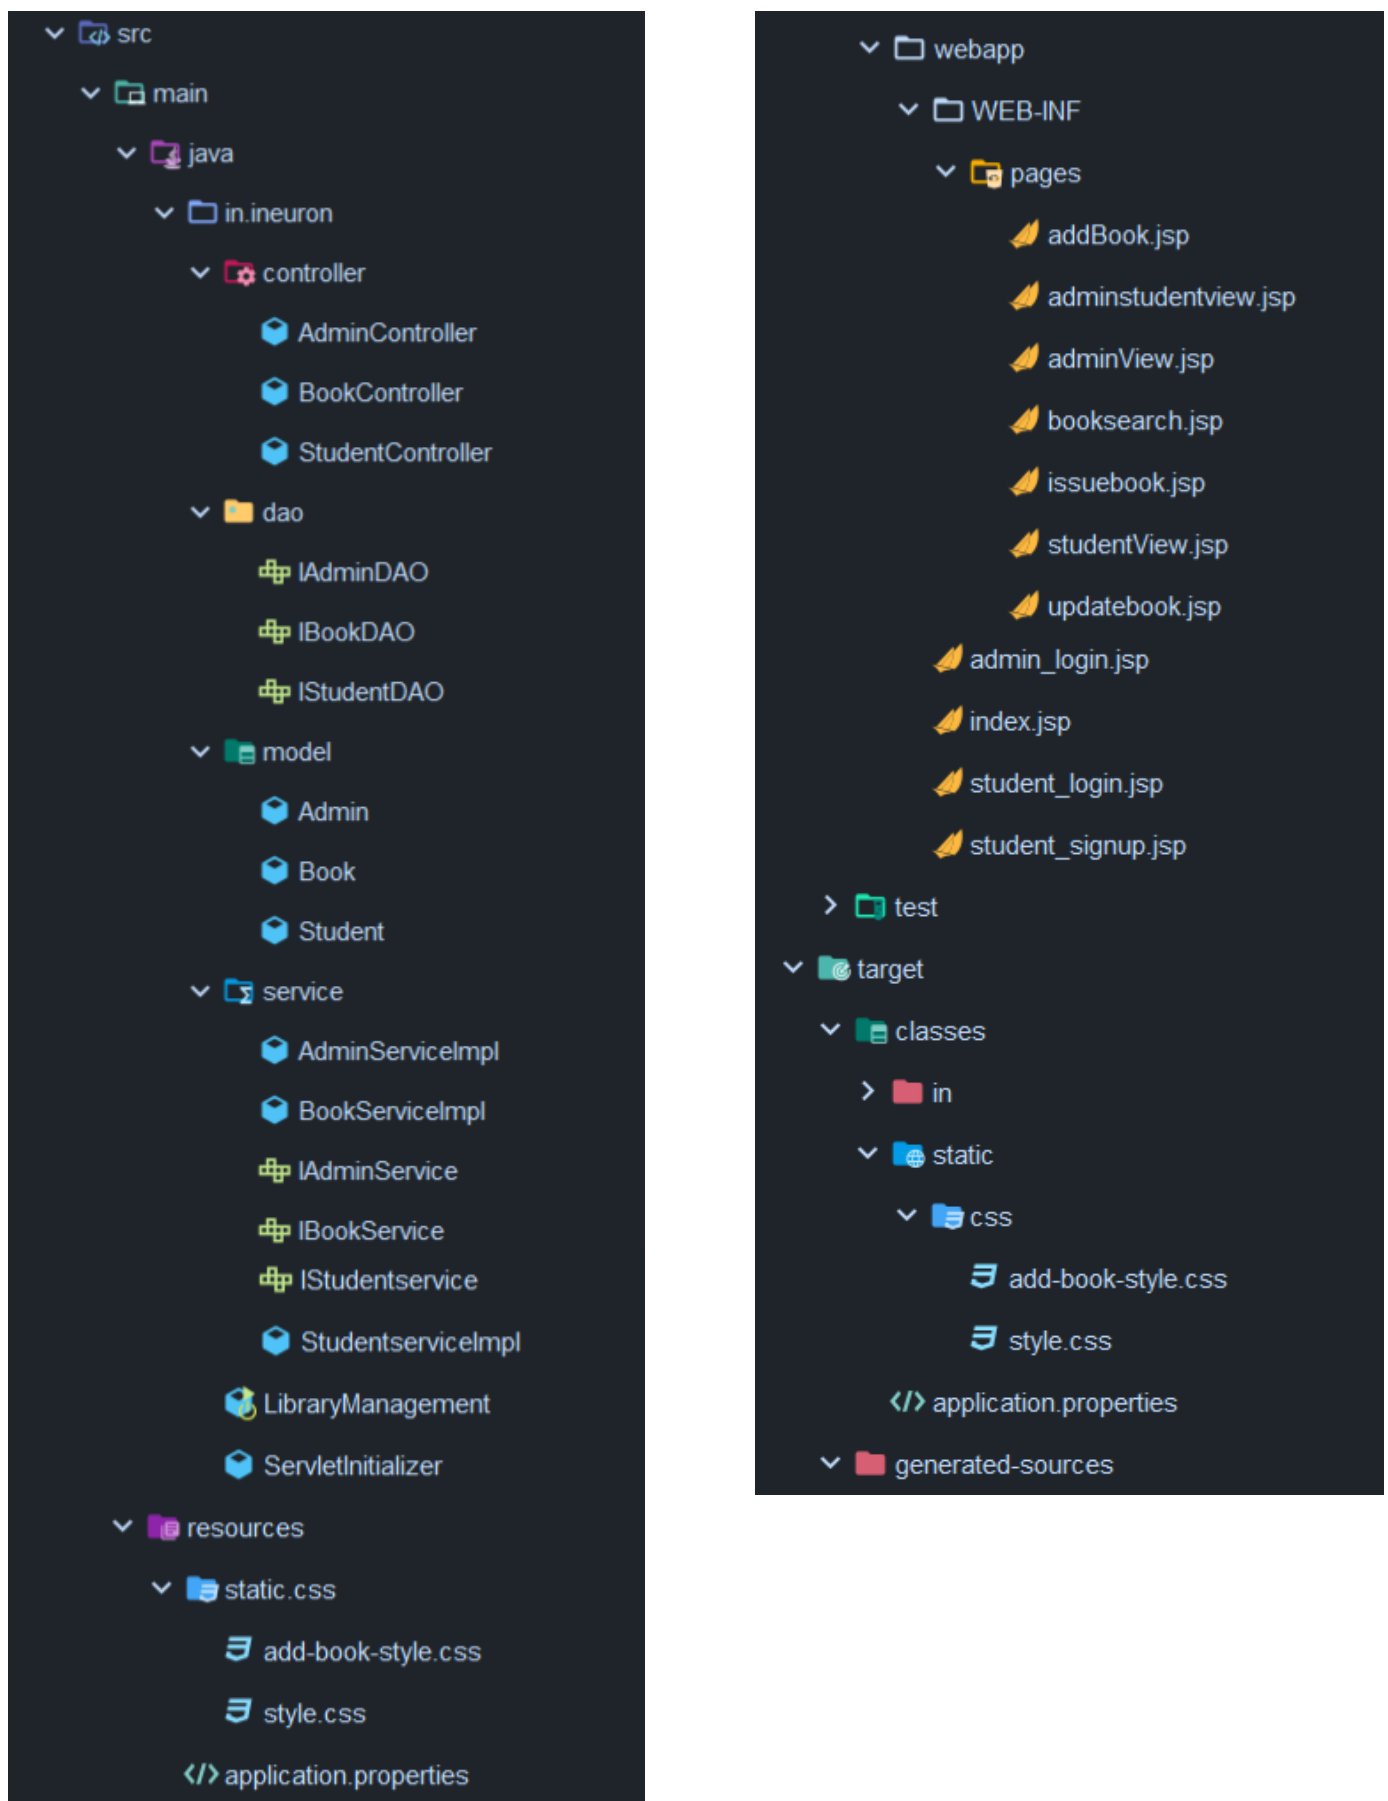 src
main
java
in.ineuron
controller
AdminController
BookController
StudentController
dao
IAdminDAO
IBookDAO
IStudentDAO
model
Admin
Book
Student
service
AdminServiceImpl
BookServiceImpl
IAdminService
IBookService
IStudentservice
StudentserviceImpl
LibraryManagement
ServletInitializer
resources
static.css
add-book-style.css
style.css
application.properties
webapp
WEB-INF
pages
addBook.jsp
adminstudentview.jsp
adminView.jsp
booksearch.jsp
issuebook.jsp
studentView.jsp
updatebook.jsp
admin_login.jsp
index.jsp
student_login.jsp
student_signup.jsp
test
target
classes
in
static
css
add-book-style.css
style.css
application.properties
generated-sources